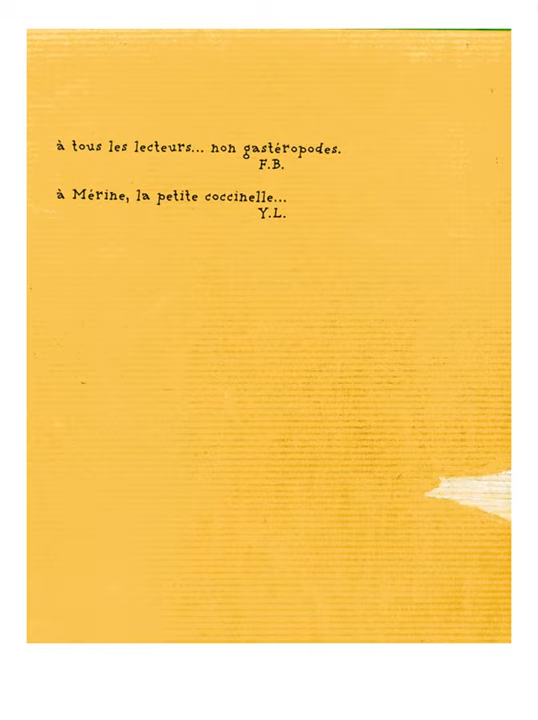 à tous les lecteurs... non gastéropodes.
F.B.
à Mérine, la petite coccinelle...
Y.L.